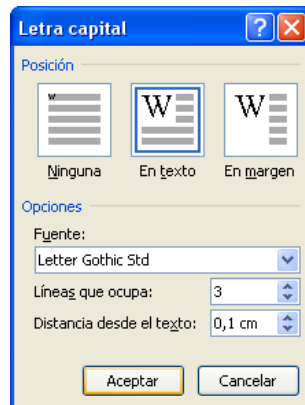 Letra capital
Posición
W W W
Ninguna En texto En margen
Opciones
Fuente:
Letter Gothic Std
Líneas que ocupa: 3
Distancia desde el texto: 0,1 cm
Aceptar Cancelar